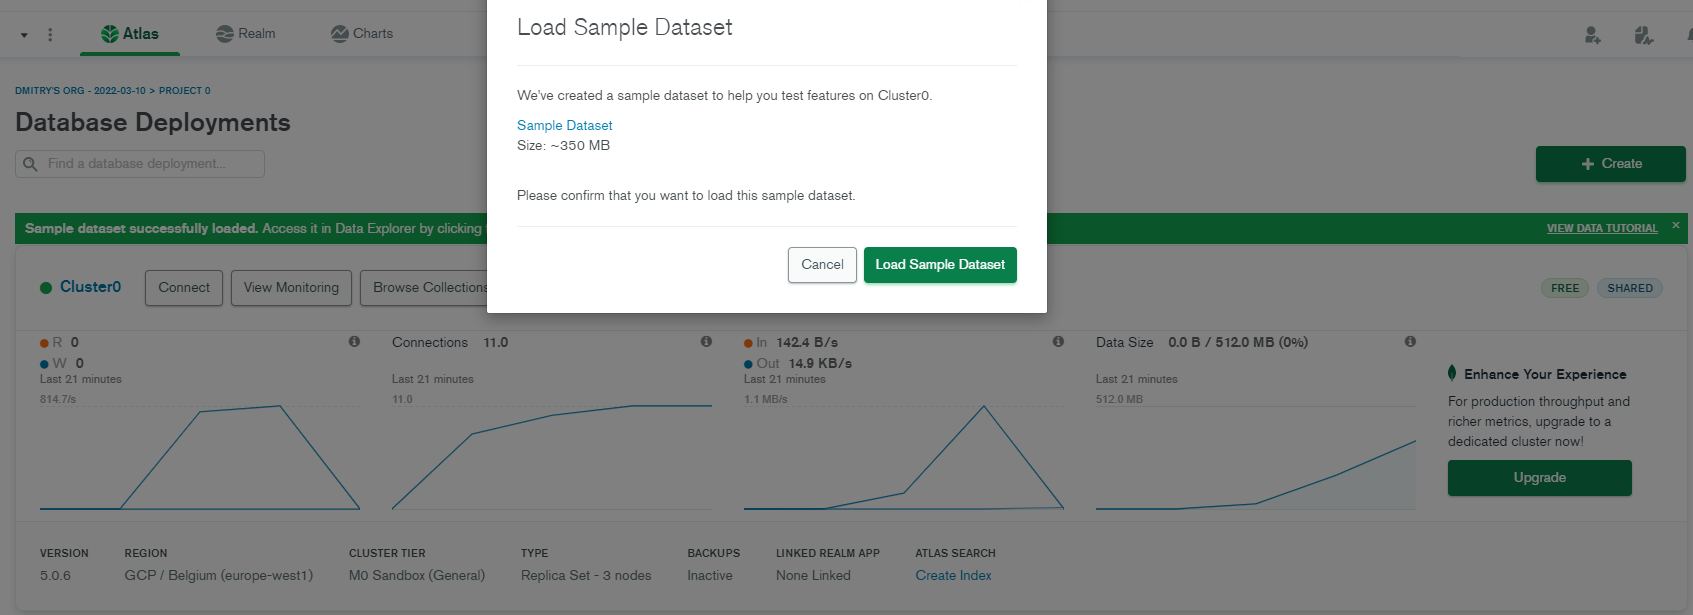 Atlas
Realm
Charts
Load Sample Dataset
We've created a sample dataset to help you test features on Cluster0.
Sample Dataset
Size: ~350 MB
Please confirm that you want to load this sample dataset.
Cancel
Load Sample Dataset
DMITRY'S ORG - 2022-03-10 > PROJECT 0
Database Deployments
Find a database deployment...
+ Create
Sample dataset successfully loaded. Access it in Data Explorer by clicking
VIEW DATA TUTORIAL ×
Cluster0
Connect
View Monitoring
Browse Collections
FREE
SHARED
R 0
W 0
Last 21 minutes
814.7/s
Connections 11.0
Last 21 minutes
11.0
In 142.4 B/s
Out 14.9 KB/s
Last 21 minutes
1.1 MB/s
Data Size 0.0 B / 512.0 MB (0%)
Last 21 minutes
512.0 MB
Enhance Your Experience
For production throughput and
richer metrics, upgrade to a
dedicated cluster now!
Upgrade
VERSION
5.0.6
REGION
GCP / Belgium (europe-west1)
CLUSTER TIER
M0 Sandbox (General)
TYPE
Replica Set - 3 nodes
BACKUPS
Inactive
LINKED REALM APP
None Linked
ATLAS SEARCH
Create Index